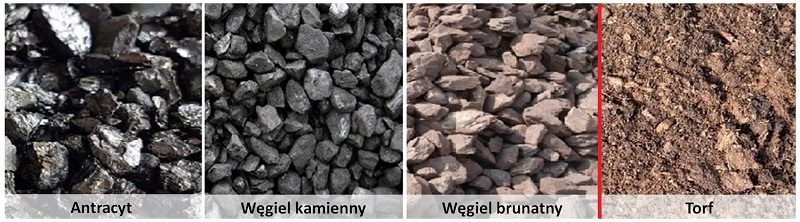 Antracyt
Węgiel kamienny
Węgiel brunatny
Torf